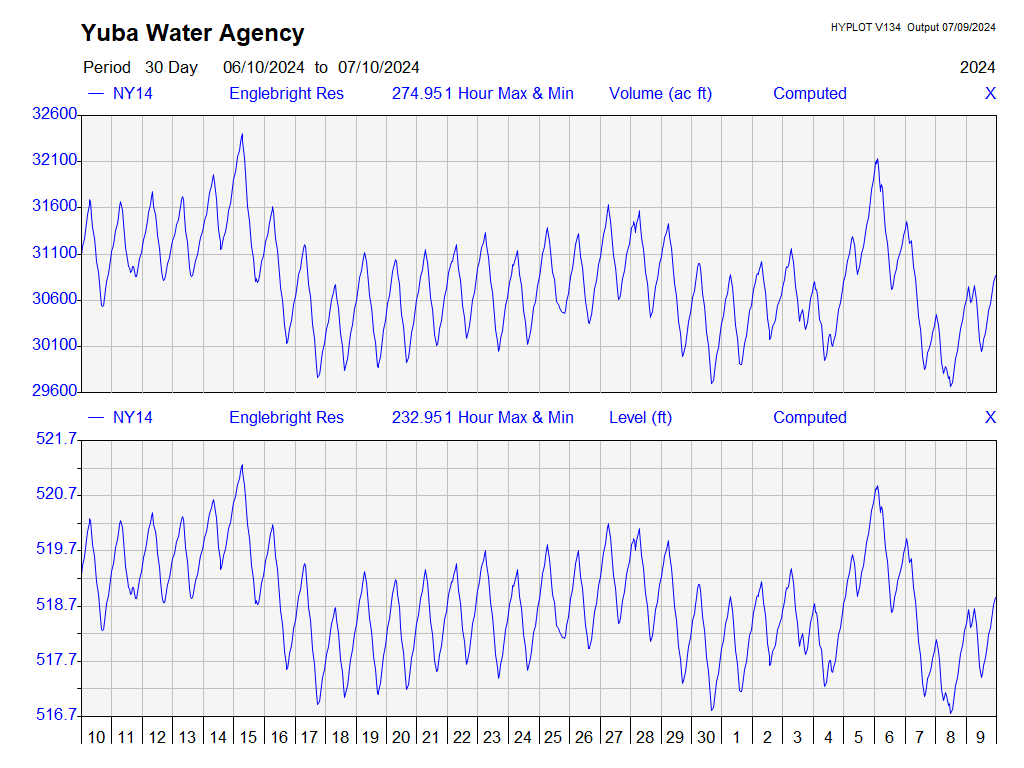 Yuba Water Agency
HYPLOT V134 Output 07/09/2024
Period 30 Day 06/10/2024 to 07/10/2024 2024
NY14 Englebright Res 274.951 Hour Max & Min Volume (ac ft) Computed X
32600
32100
31600
31100
30600
30100
29600
NY14 Englebright Res 232.951 Hour Max & Min Level (ft) Computed X
521.7
520.7
519.7
518.7
517.7
516.7
10 11 12 13 14 15 16 17 18 19 20 21 22 23 24 25 26 27 28 29 30 1 2 3 4 5 6 7 8 9